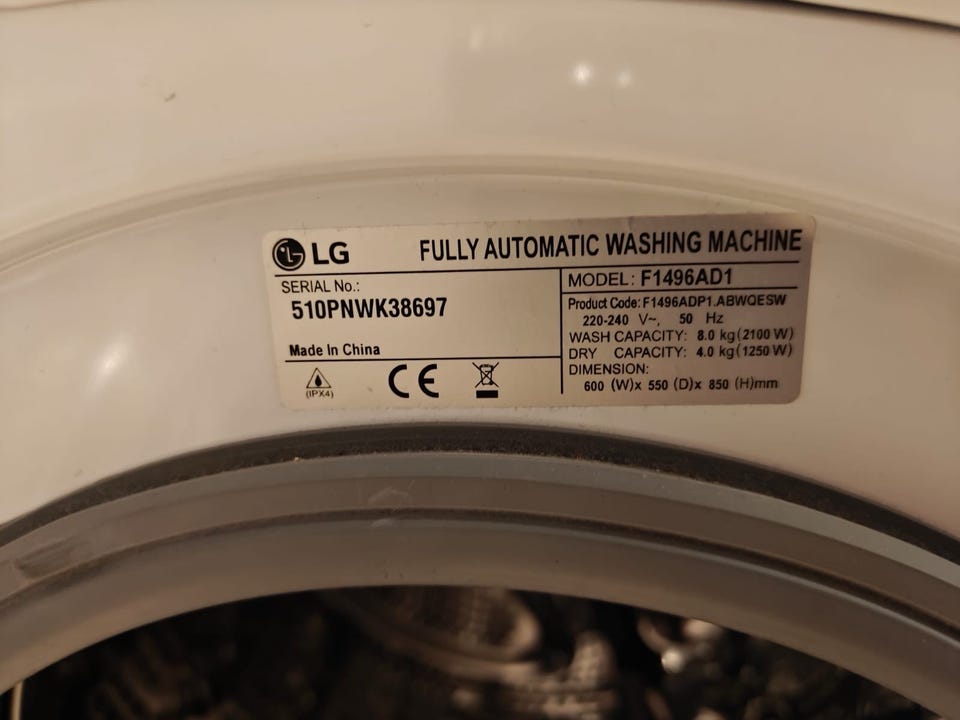 LG FULLY AUTOMATIC WASHING MACHINE
SERIAL No.:
510PNWK38697
Made In China
(IPX4)
CE
MODEL: F1496AD1
Product Code: F1496ADP1.ABWQESW
220-240 V~, 50 Hz
WASH CAPACITY: 8.0 kg(2100 W)
DRY CAPACITY: 4.0 kg(1250 W)
DIMENSION:
600 (W)x 550 (D)x 850 (H)mm